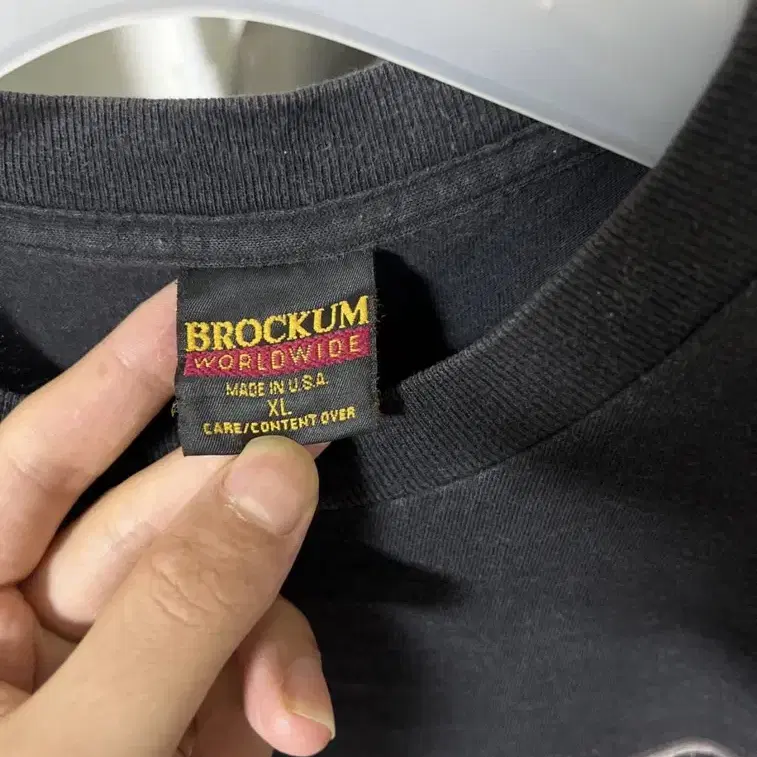 BROCKUM
WORLDWIDE
MADE IN U.S.A.
XL
CARE/CONTENT OVER